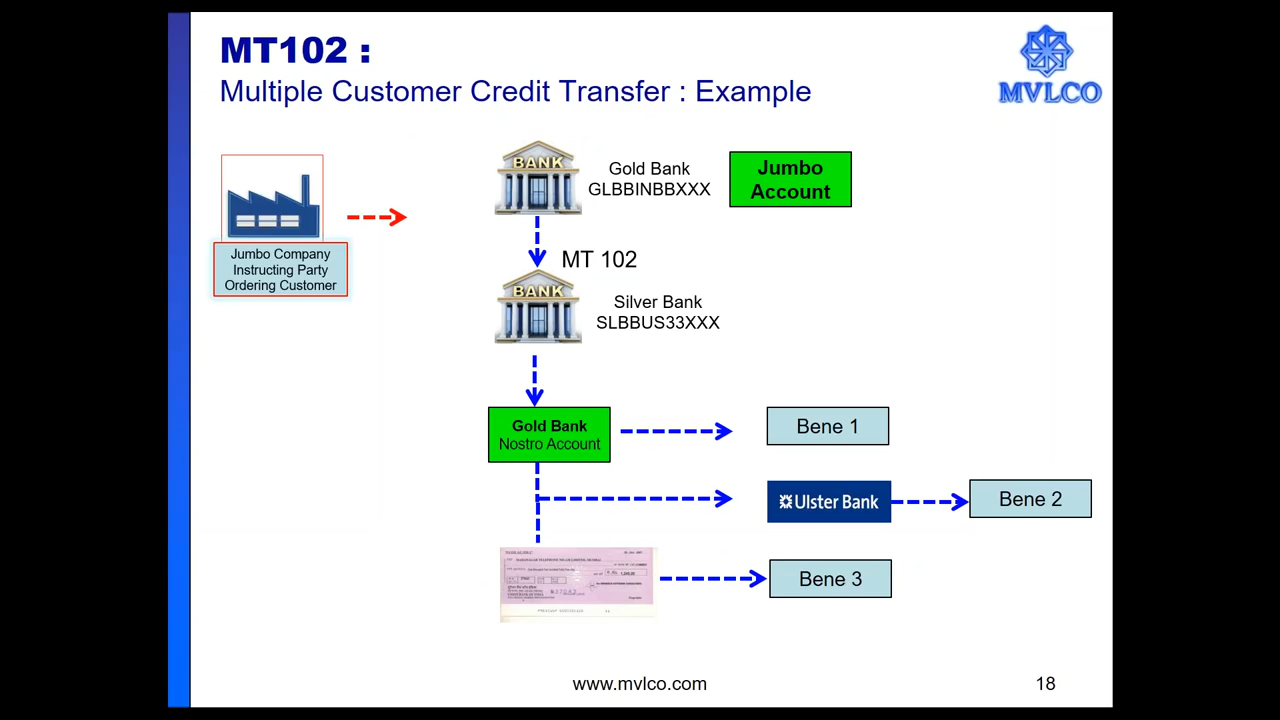 MT102 :
Multiple Customer Credit Transfer : Example
MVLCO
BANK
Gold Bank
GLBBINBBXXX
Jumbo
Account
Jumbo Company
Instructing Party
Ordering Customer
MT 102
BANK
Silver Bank
SLBBUS33XXX
Gold Bank
Nostro Account
Bene 1
Ulster Bank
Bene 2
Bene 3
www.mvlco.com
18